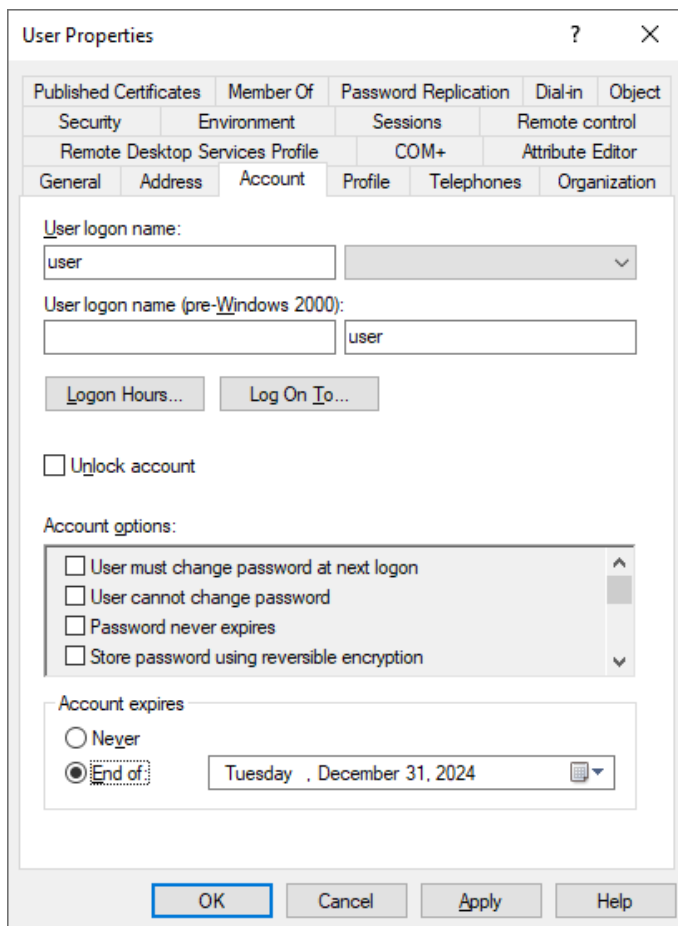 User Properties ?
Published Certificates Member Of Password Replication Dial-in Object
Security Environment Sessions Remote control
Remote Desktop Services Profile COM+ Attribute Editor
General Address Account Profile Telephones Organization
User logon name:
user
User logon name (pre-Windows 2000):
user
Logon Hours... Log On To...
Unlock account
Account options:
User must change password at next logon
User cannot change password
Password never expires
Store password using reversible encryption
Account expires
Never
End of: Tuesday , December 31, 2024
OK Cancel Apply Help